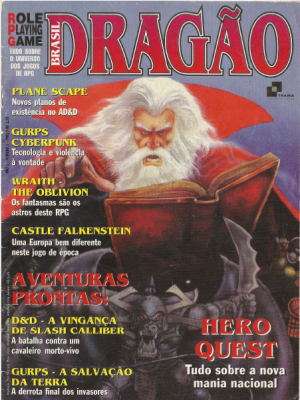 ROLE
PLAYING
GAME
TUDO SOBRE
O UNIVERSO
DOS JOGOS
DE RPG
DRAGÃO
BRASIL
TRAMA
PLANE SCAPE
Novos planos de
existência no AD&D
GURPS
CYBERPUNK
Tecnologia e violência
à vontade
WRAITH -
THE OBLIVION
Os fantasmas são os
astros deste RPG
CASTLE FALKENSTEIN
Uma Europa bem diferente
neste jogo de época
AVENTURAS
PRONTAS:
D&D - A VINGANÇA
DE SLASH CALLIBER
A batalha contra um
cavaleiro morto-vivo
GURPS - A SALVAÇÃO
DA TERRA
A derrota final dos invasores
HERO
QUEST
Tudo sobre a nova
mania nacional